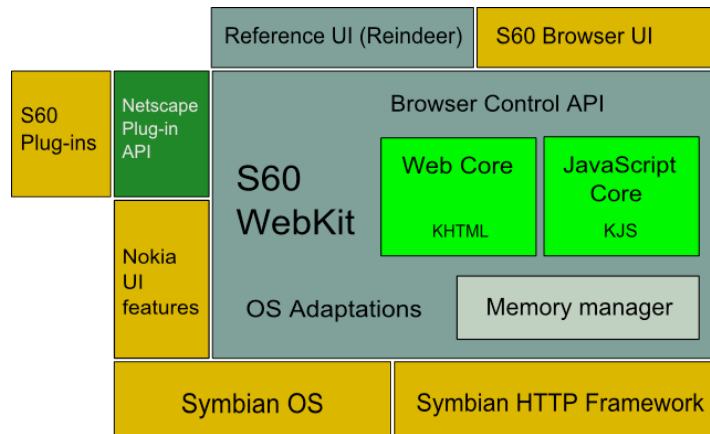 Reference UI (Reindeer)
S60 Browser UI
S60
Plug-ins
Netscape
Plug-in
API
Browser Control API
S60
WebKit
Web Core
KHTML
JavaScript
Core
KJS
Nokia
UI
features
OS Adaptations
Memory manager
Symbian OS
Symbian HTTP Framework